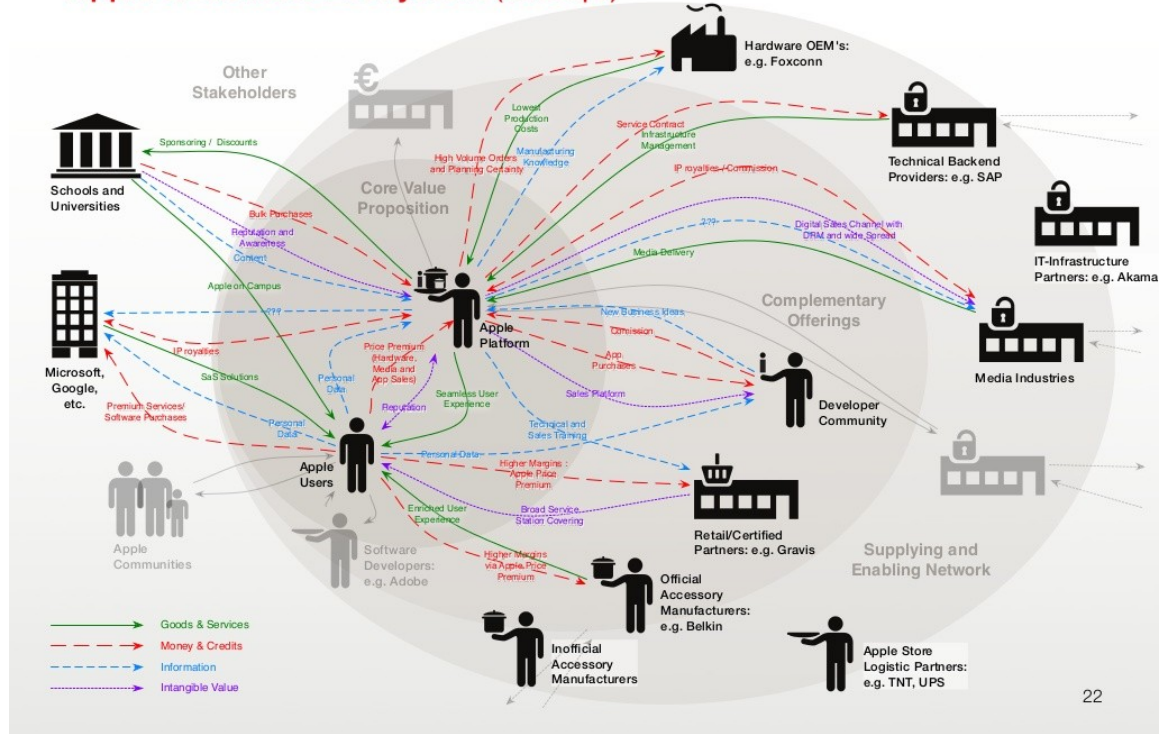 Hardware OEM's:
e.g. Foxconn
Other
Stakeholders
€
Lowest
Production
Costs
Sponsoring / Discounts
Service Contract
Infrastructure
Management
Manufacturing
Knowledge
High Volume Orders
and Planning Certainty
Technical Backend
Providers: e.g. SAP
IP royalties / Commission
Schools and
Universities
Core Value
Proposition
Bulk Purchases
Reputation and
Awareness
Content
???
Digital Sales Channel with
DRM and wide Spread
Media Delivery
IT-Infrastructure
Partners: e.g. Akama
Apple on Campus
Complementary
Offerings
New Business Ideas
Comission
Apple
Platform
???
IP royalties
Price Premium
(Hardware,
Media and
App Sales)
App
Purchases
Media Industries
Microsoft,
Google,
etc.
SaS Solutions
Personal
Data
Seamless User
Experience
Sales Platform
Developer
Community
Premium Services/
Software Purchases
Reputation
Personal
Data
Technical and
Sales Training
Apple
Users
Personal Data
Higher Margins :
Apple Price
Premium
Enriched User
Experience
Broad Service
Station Covering
Retail/Certified
Partners: e.g. Gravis
Apple
Communities
Software
Developers:
e.g. Adobe
Higher Margins
via Apple Price
Premium
Supplying and
Enabling Network
Official
Accessory
Manufacturers:
e.g. Belkin
Goods & Services
Money & Credits
Information
Intangible Value
Inofficial
Accessory
Manufacturers
Apple Store
Logistic Partners:
e.g. TNT, UPS
22